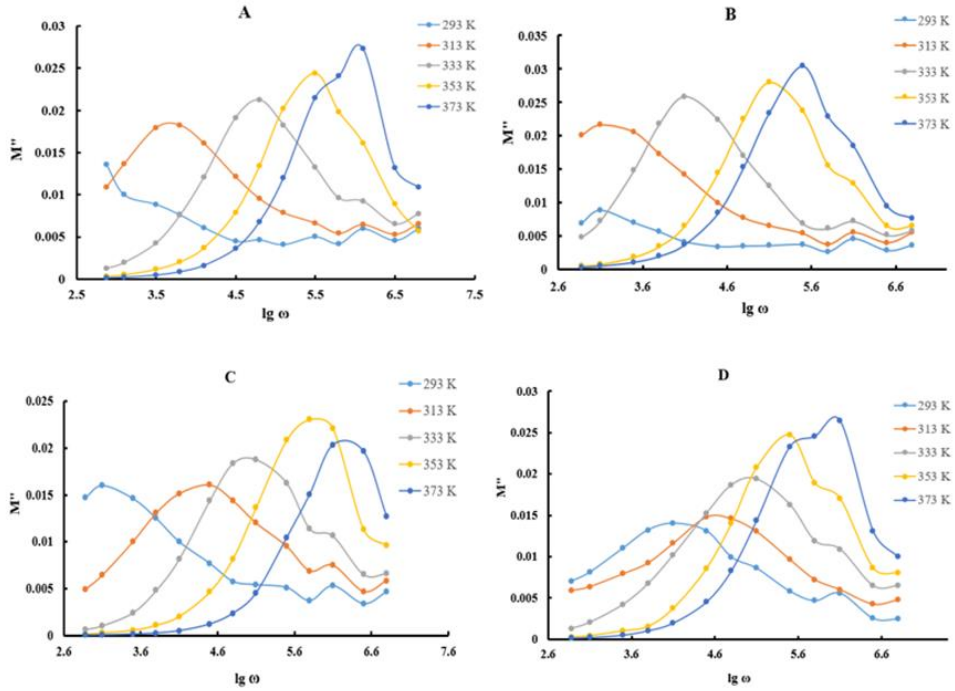 A
0.03
0.025
0.02
0.015
0.01
0.005
0
M"
2.5 3.5 4.5 5.5 6.5 7.5
lg ω
293 K
313 K
333 K
353 K
373 K
B
0.035
0.03
0.025
0.02
0.015
0.01
0.005
0
M"
2.6 3.6 4.6 5.6 6.6
lg ω
293 K
313 K
333 K
353 K
373 K
C
0.025
0.02
0.015
0.01
0.005
0
M"
2.6 3.6 4.6 5.6 6.6 7.6
lg ω
293 K
313 K
333 K
353 K
373 K
D
0.03
0.025
0.02
0.015
0.01
0.005
0
M"
2.6 3.6 4.6 5.6 6.6
lg ω
293 K
313 K
333 K
353 K
373 K